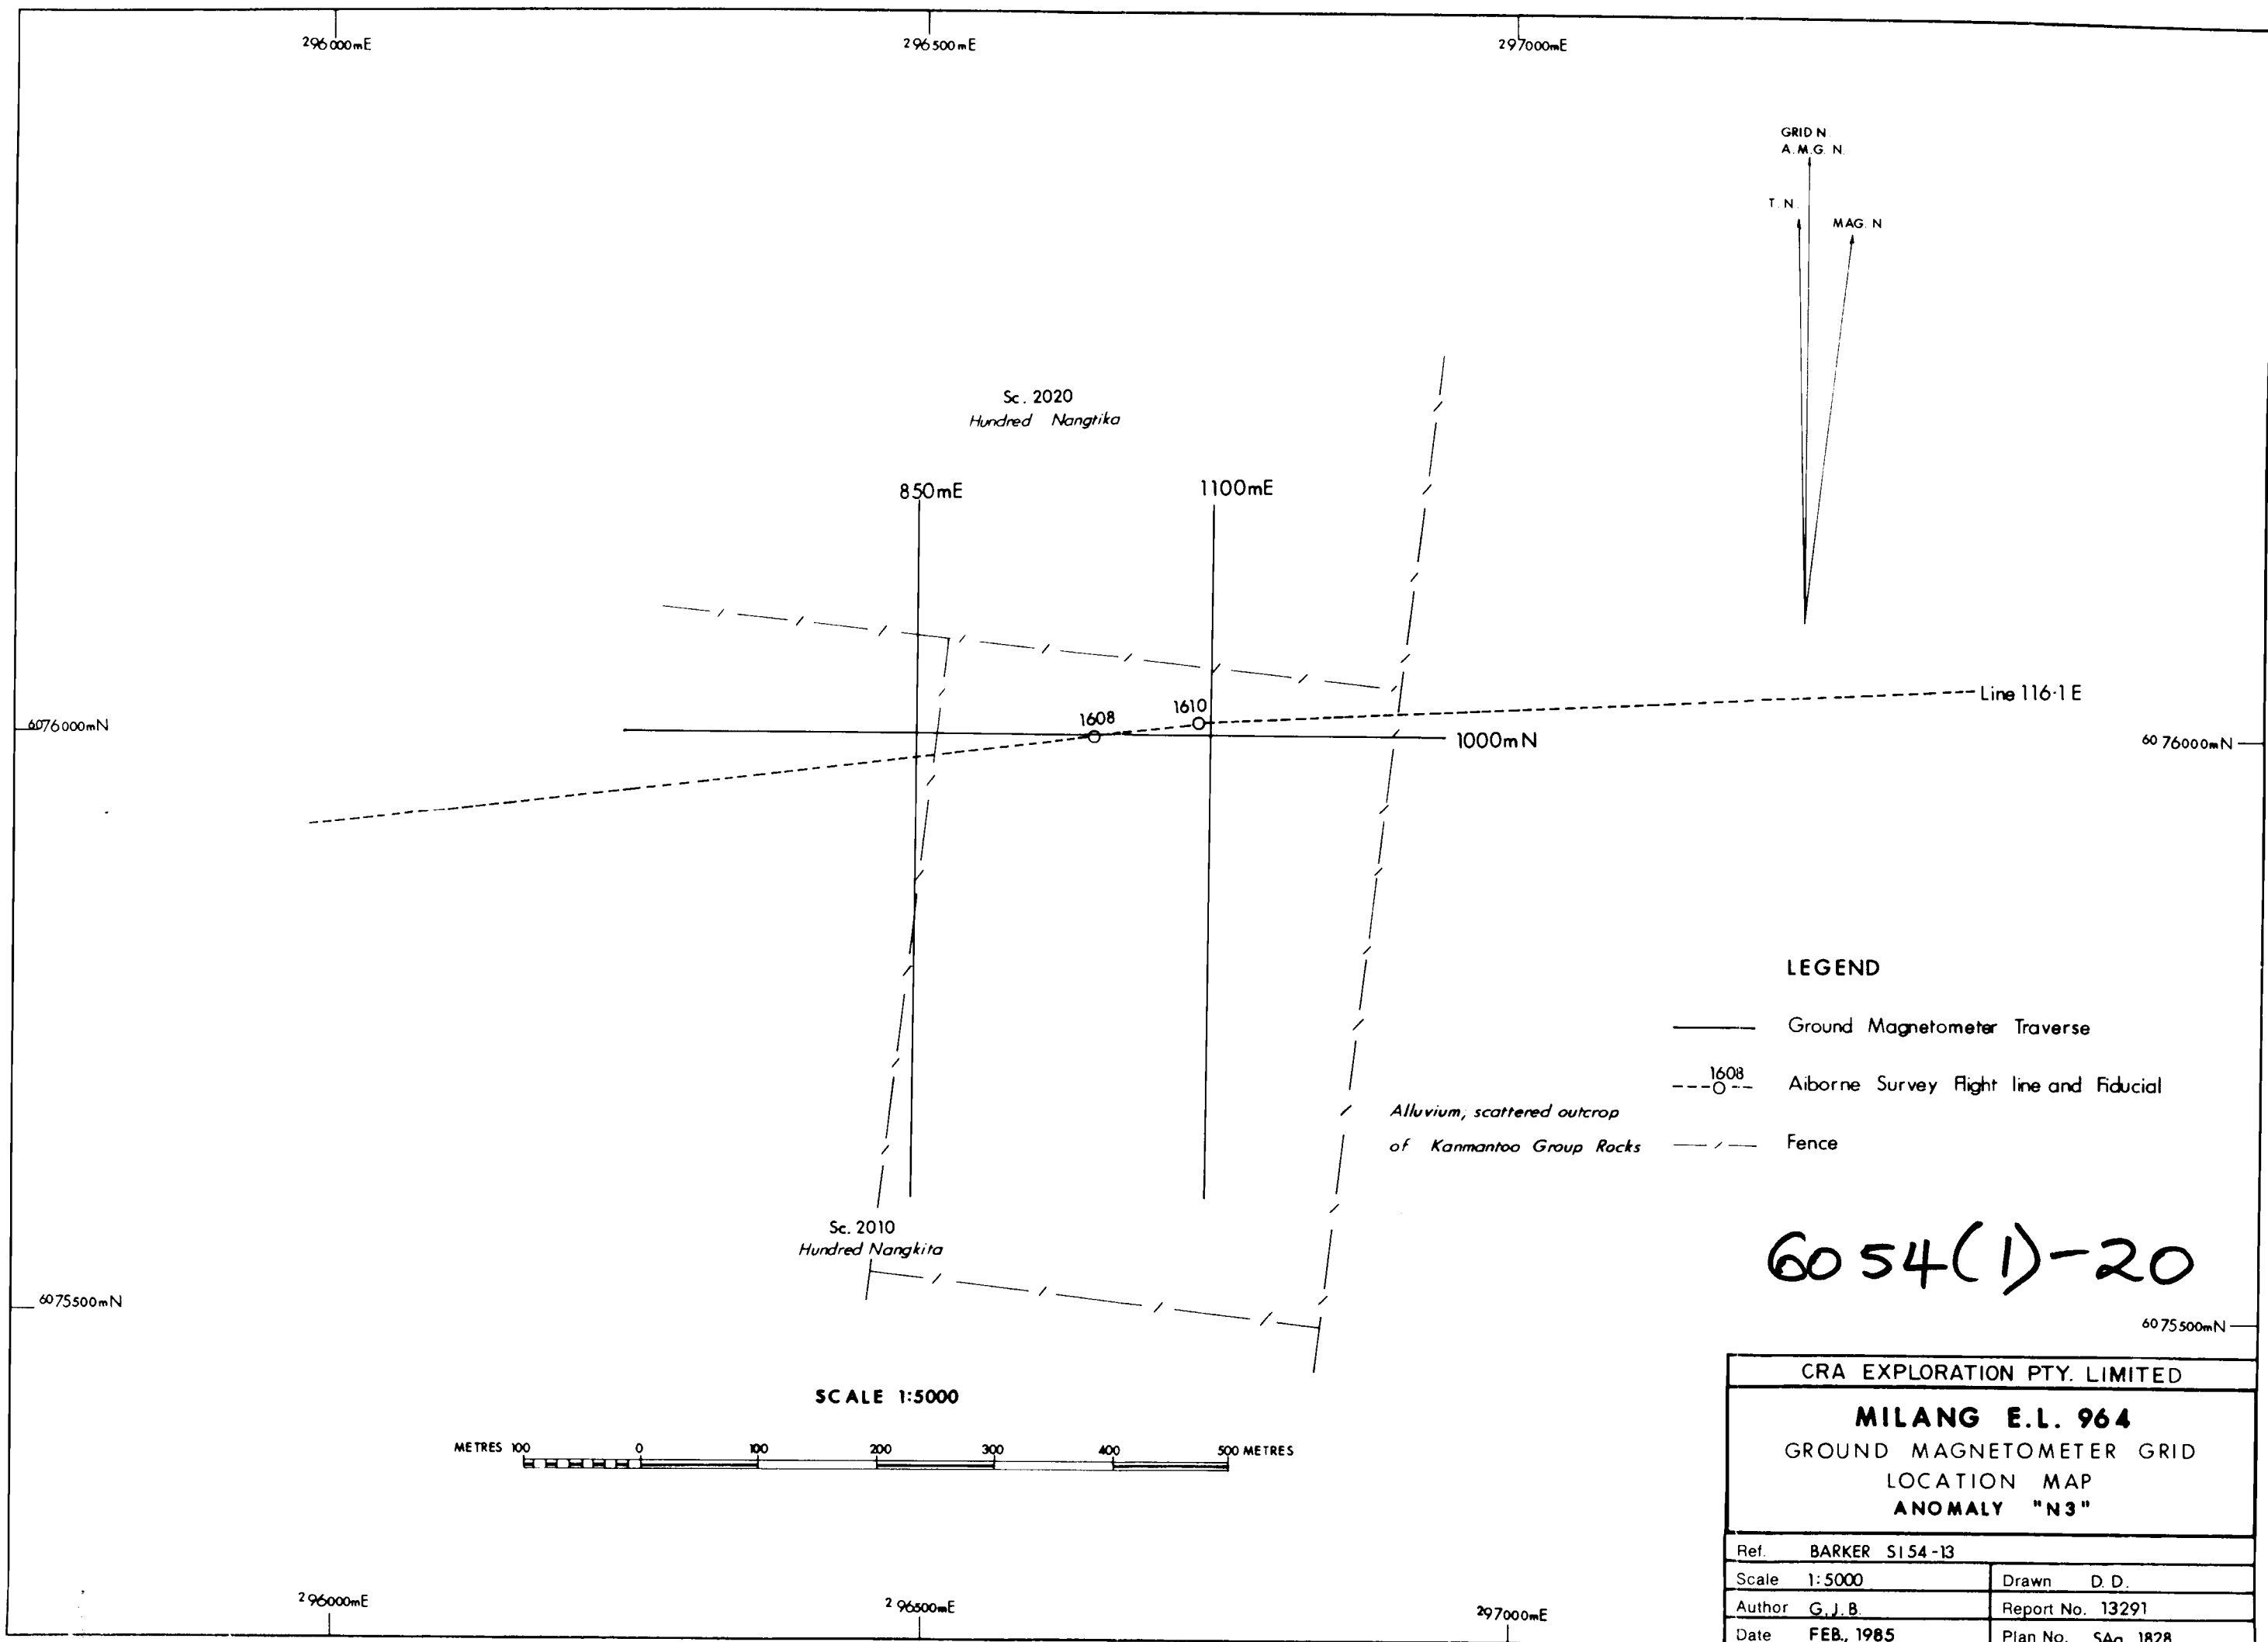 296000mE
296500mE
297000mE
GRID N
A.M.G. N.
T. N.
MAG. N
Sc. 2020
Hundred Nangtika
850mE
1100mE
Line 116·1E
1610
1608
6076000mN
1000mN
6076000mN
LEGEND
Ground Magnetometer Traverse
1608
Aiborne Survey Flight line and Fiducial
Alluvium, scattered outcrop
of Kanmantoo Group Rocks
Fence
Sc. 2010
Hundred Nangkita
6054(1)-20
6075500mN
6075500mN
SCALE 1:5000
METRES 100 0 100 200 300 400 500 METRES
CRA EXPLORATION PTY. LIMITED
MILANG E.L. 964
GROUND MAGNETOMETER GRID
LOCATION MAP
ANOMALY "N3"
Ref. BARKER SI 54-13
Scale 1:5000 Drawn D. D.
Author G.J.B. Report No. 13291
Date FEB., 1985 Plan No. SAa 1828
296000mE
296500mE
297000mE